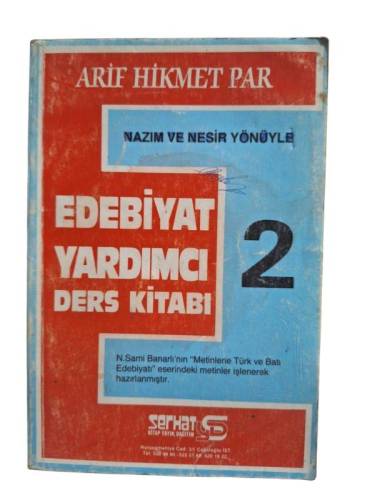 ARİF HİKMET PAR
NAZIM VE NESİR YÖNÜYLE
EDEBİYAT
YARDIMCI
DERS KİTABI
2
N.Sami Banarlı'nın "Metinlerle Türk ve Batı
Edebiyatı" eserindeki metinler işlenerek
hazırlanmıştır.
serhat
KİTAP YAYIN DAĞITIM